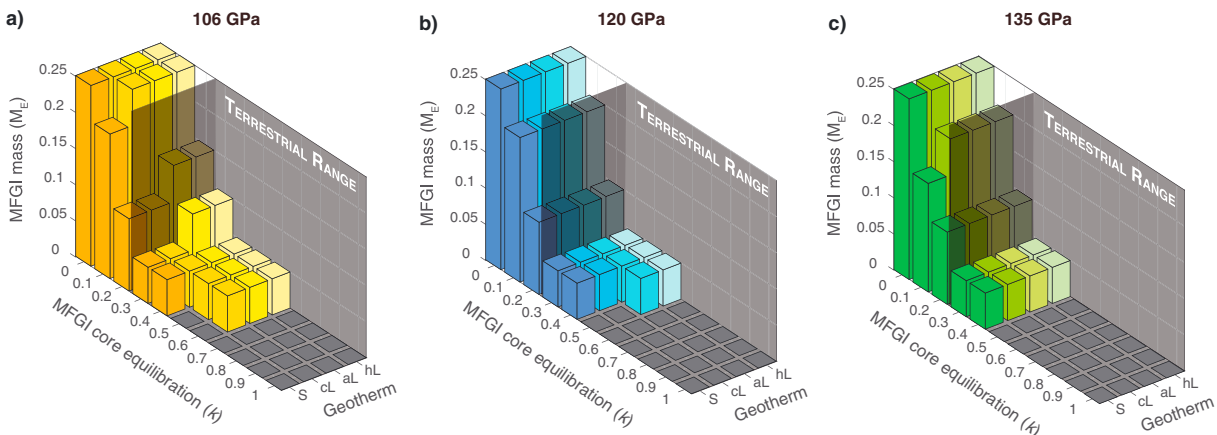 a)
106 GPa
MFGI mass (M_E)
0.25
0.2
0.15
0.1
0.05
0
0
0.1
0.2
0.3
0.4
0.5
0.6
0.7
0.8
0.9
1
MFGI core equilibration (k)
S
cL
aL
hL
Geotherm
TERRESTRIAL RANGE
b)
120 GPa
MFGI mass (M_E)
0.25
0.2
0.15
0.1
0.05
0
0
0.1
0.2
0.3
0.4
0.5
0.6
0.7
0.8
0.9
1
MFGI core equilibration (k)
S
cL
aL
hL
Geotherm
TERRESTRIAL RANGE
c)
135 GPa
MFGI mass (M_E)
0.25
0.2
0.15
0.1
0.05
0
0
0.1
0.2
0.3
0.4
0.5
0.6
0.7
0.8
0.9
1
MFGI core equilibration (k)
S
cL
aL
hL
Geotherm
TERRESTRIAL RANGE